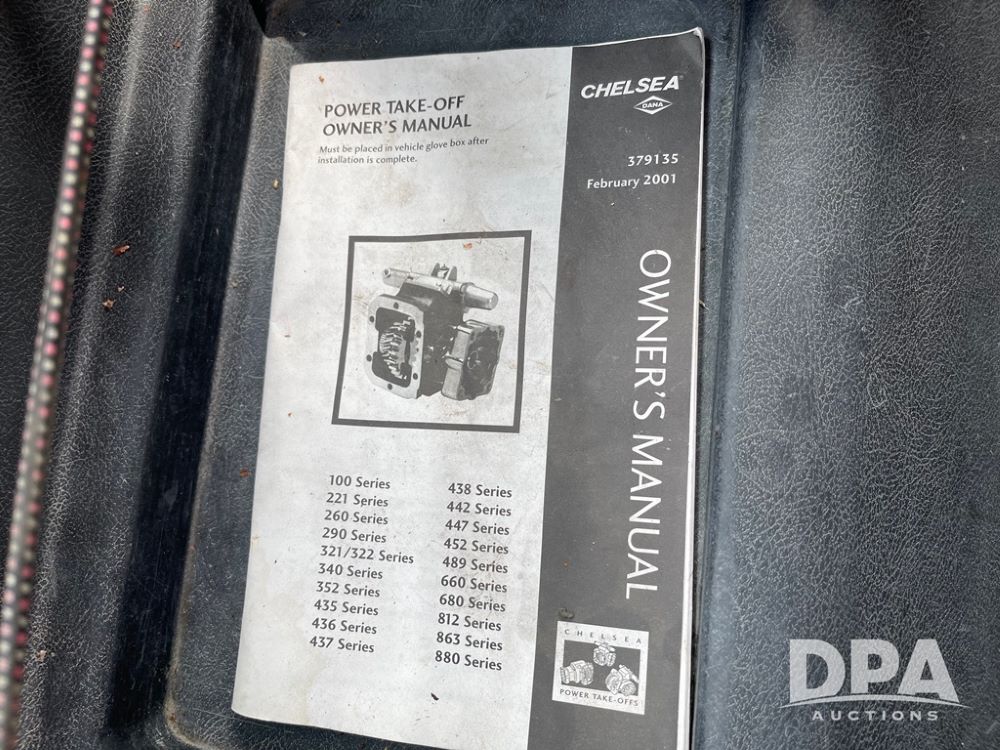 POWER TAKE-OFF
OWNER'S MANUAL
Must be placed in vehicle glove box after
installation is complete.
CHELSEA
DANA
379135
February 2001
OWNER'S MANUAL
100 Series
221 Series
260 Series
290 Series
321/322 Series
340 Series
352 Series
435 Series
436 Series
437 Series
438 Series
442 Series
447 Series
452 Series
489 Series
660 Series
680 Series
812 Series
863 Series
880 Series
CHELSEA
POWER TAKE-OFFS
DPA
AUCTIONS